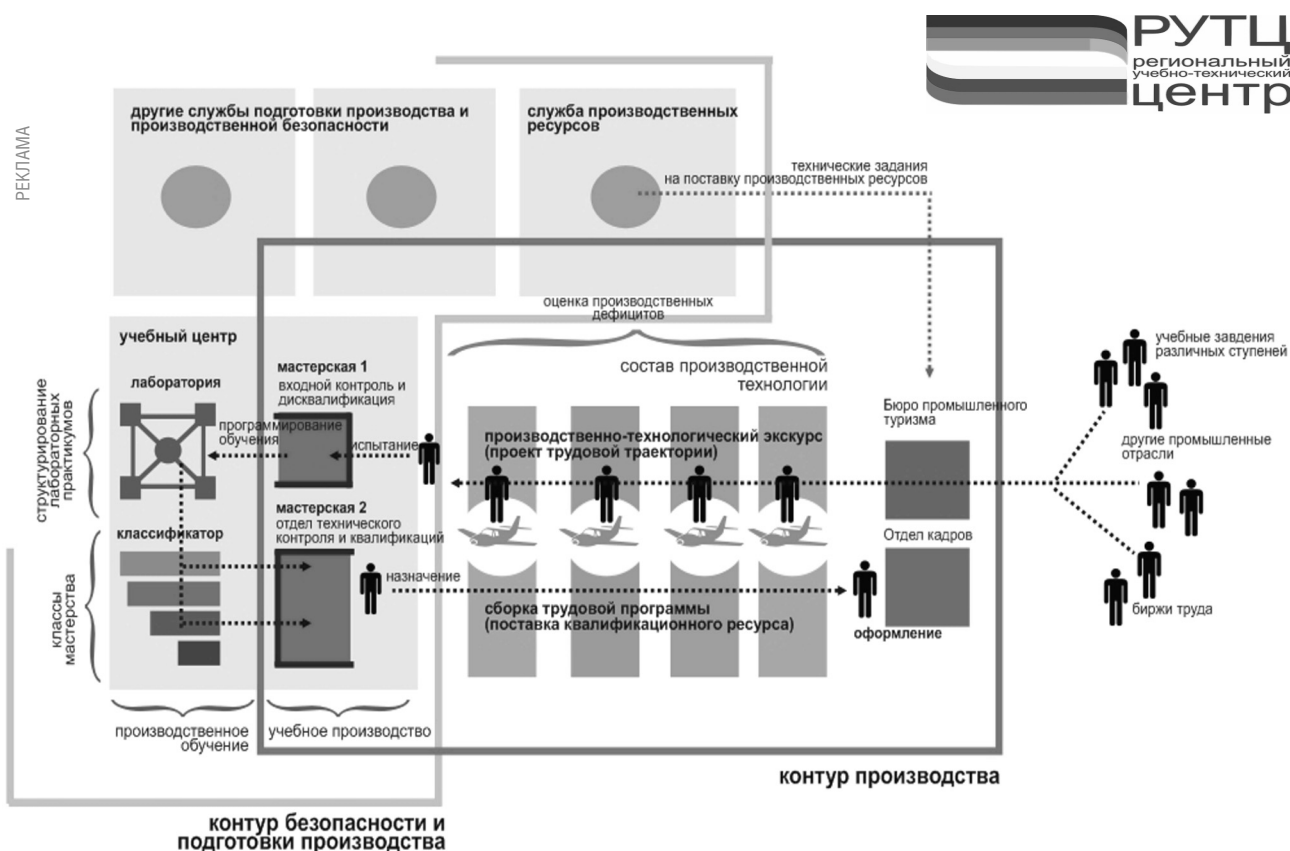 РУТЦ
региональный
учебно-технический
центр
РЕКЛАМА
другие службы подготовки производства и
производственной безопасности
служба производственных
ресурсов
технические задания
на поставку производственных ресурсов
оценка производственных
дефицитов
учебный центр
лаборатория
мастерская 1
входной контроль и
дисквалификация
состав производственной
технологии
учебные завдения
различных ступеней
структурирование
лабораторных
практикумов
программирование
обучения
испытание
производственно-технологический экскурс
(проект трудовой траектории)
Бюро промышленного
туризма
другие промышленные
отрасли
классификатор
мастерская 2
отдел технического
контроля и квалификаций
Отдел кадров
классы
мастерства
назначение
сборка трудовой программы
(поставка квалификационного ресурса)
оформление
биржи труда
производственное
обучение
учебное производство
контур производства
контур безопасности и
подготовки производства